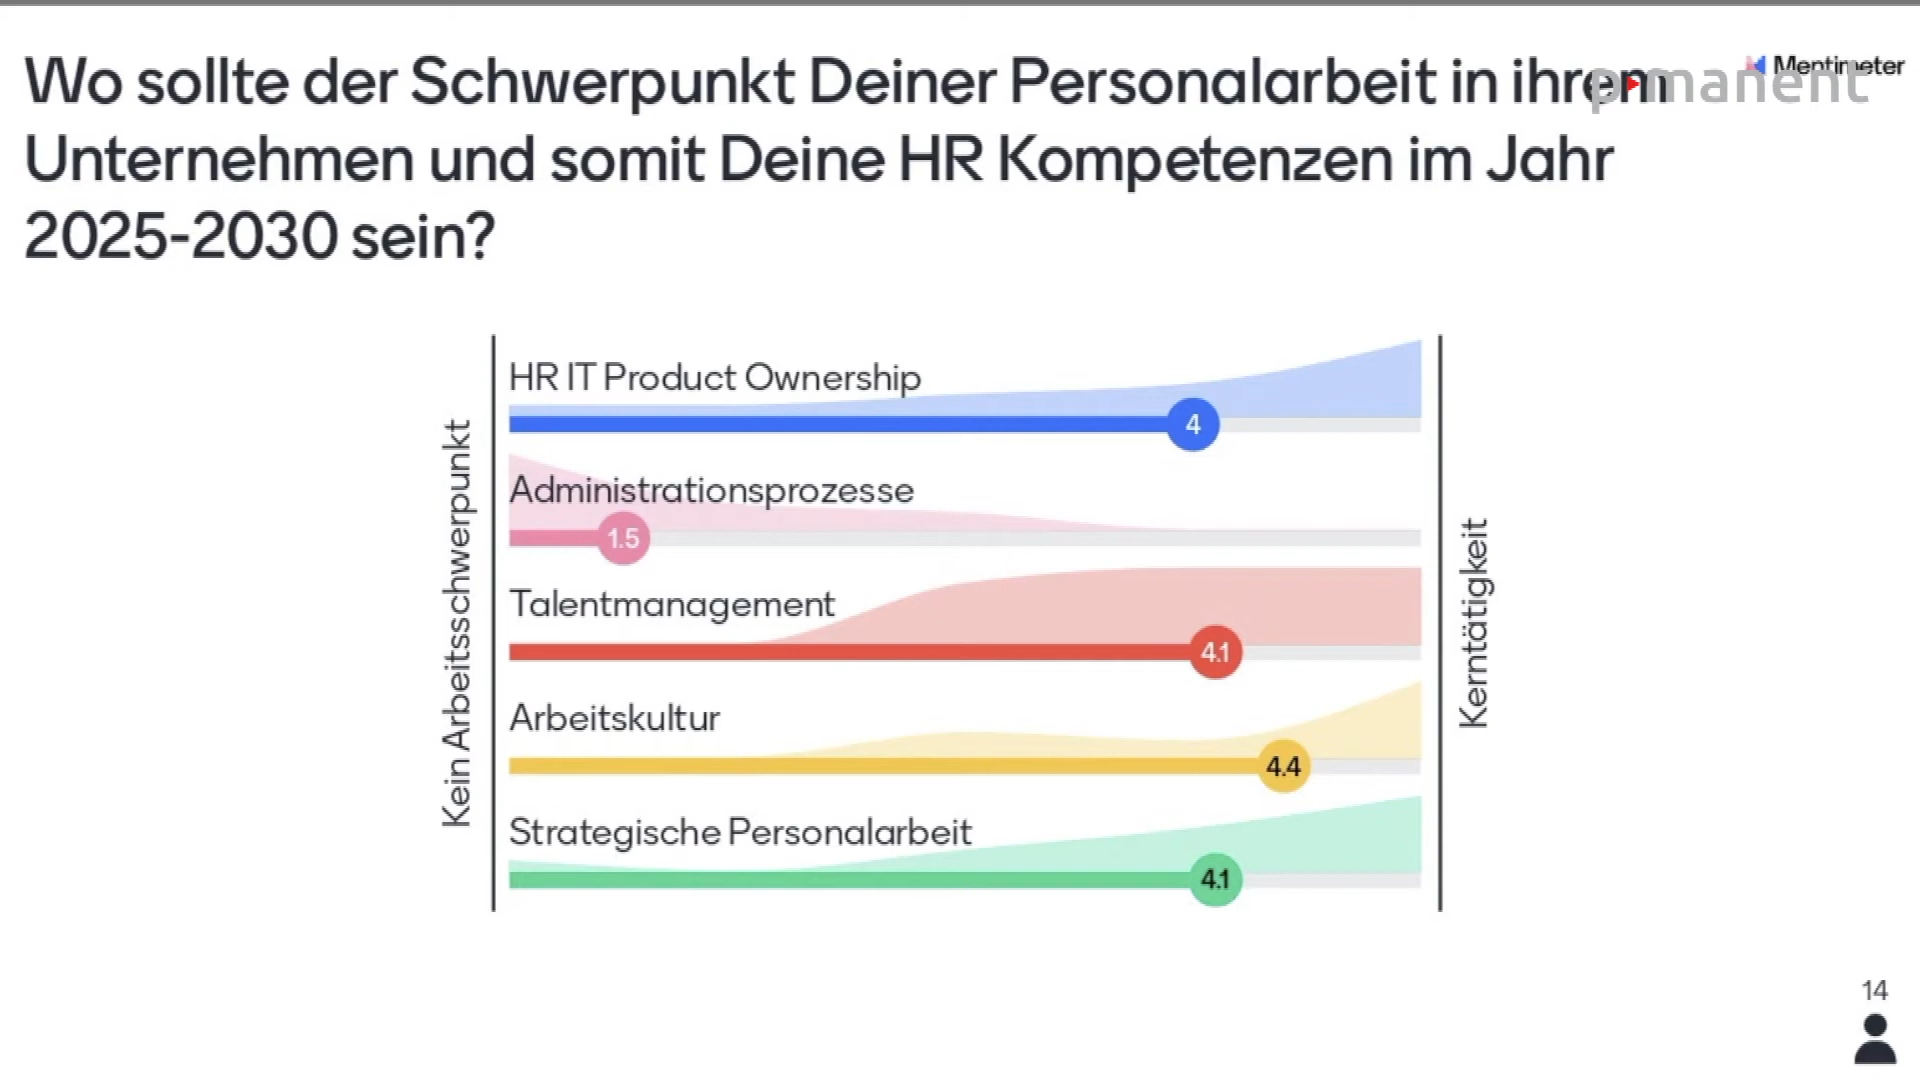 Wo sollte der Schwerpunkt Deiner Personalarbeit in ihrem
Unternehmen und somit Deine HR Kompetenzen im Jahr
2025-2030 sein?
Mentimeter
p▸manent
Kein Arbeitsschwerpunkt
HR IT Product Ownership
4
Administrationsprozesse
1.5
Talentmanagement
4.1
Arbeitskultur
4.4
Strategische Personalarbeit
4.1
Kerntätigkeit
14